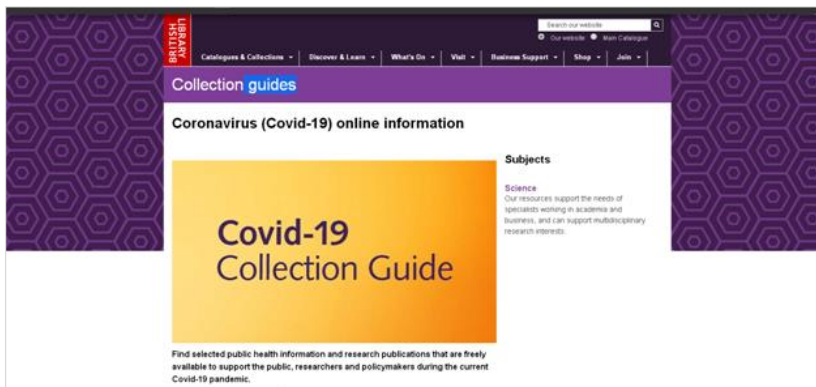 BRITISH
LIBRARY
Search our website
Our website Main Catalogue
Catalogues & Collections Discover & Learn What's On Visit Business Support Shop Join
Collection guides
Coronavirus (Covid-19) online information
Covid-19
Collection Guide
Subjects
Science
Our resources support the needs of
specialists working in academia and
business, and can support multidisciplinary
research interests.
Find selected public health information and research publications that are freely
available to support the public, researchers and policymakers during the current
Covid-19 pandemic.